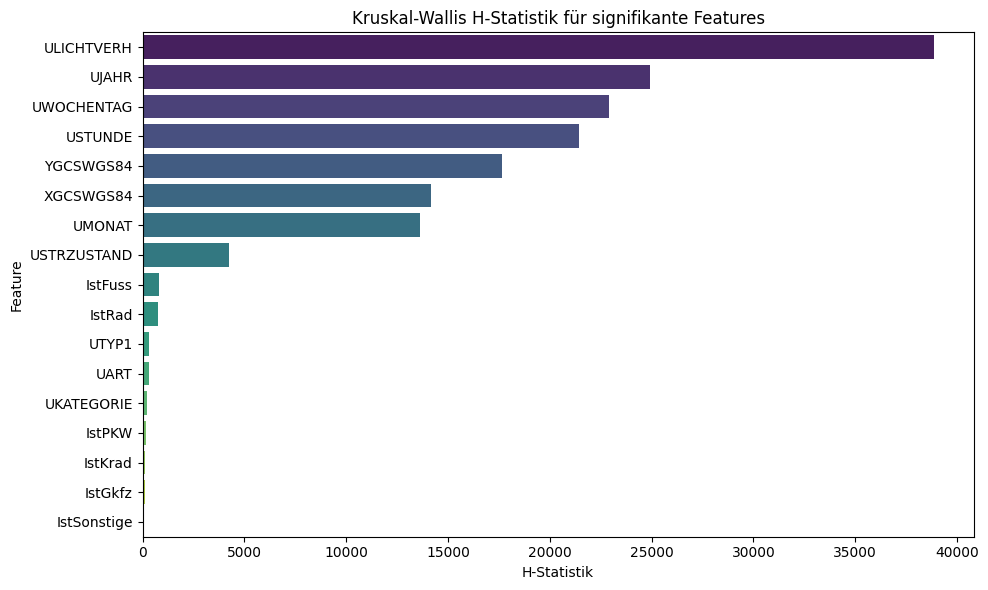 Kruskal-Wallis H-Statistik für signifikante Features
Feature
ULICHTVERH
UJAHR
UWOCHENTAG
USTUNDE
YGCSWGS84
XGCSWGS84
UMONAT
USTRZUSTAND
IstFuss
IstRad
UTYP1
UART
UKATEGORIE
IstPKW
IstKrad
IstGkfz
IstSonstige
0 5000 10000 15000 20000 25000 30000 35000 40000
H-Statistik